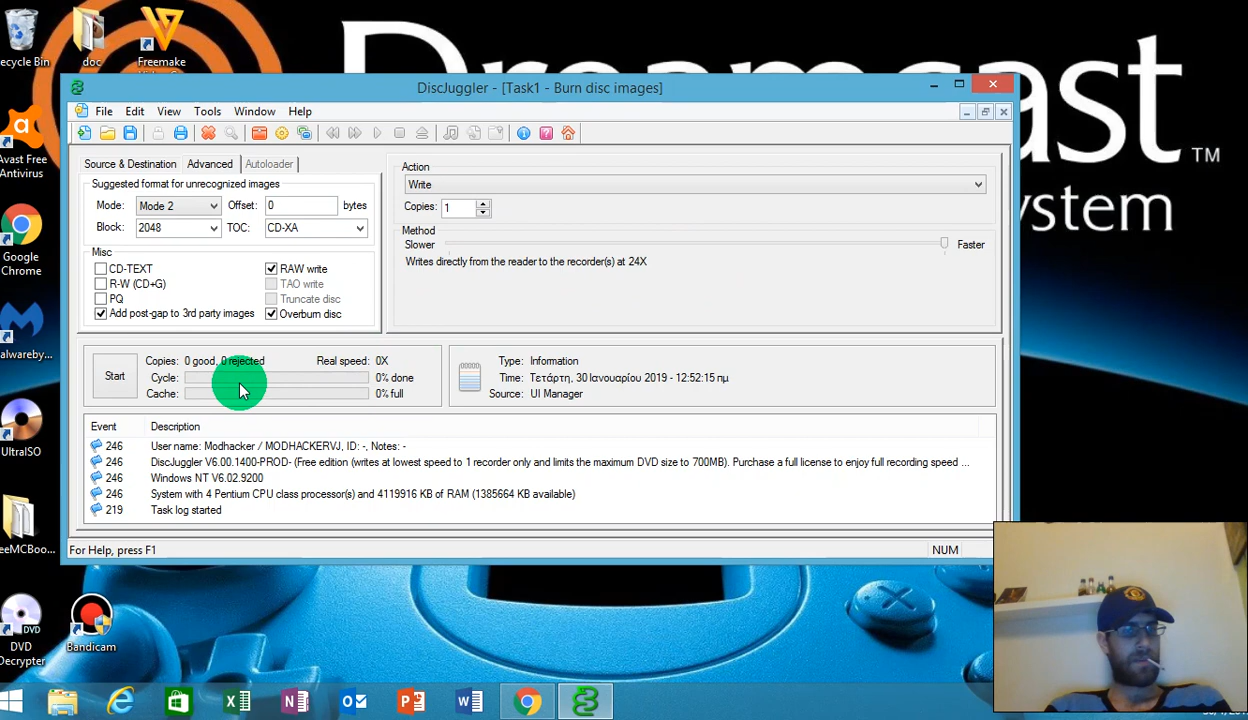 ecycle Bin
doc
Freemake
Avast Free
Antivirus
Google
Chrome
alwareby...
UltraISO
eeMCBoo...
DVD
DVD
Decrypter
Bandicam
Dreamcast
TM
ystem
DiscJuggler - [Task1 - Burn disc images]
File Edit View Tools Window Help
Source & Destination Advanced Autoloader
Suggested format for unrecognized images
Mode: Mode 2 Offset: 0 bytes
Block: 2048 TOC: CD-XA
Misc
CD-TEXT RAW write
R-W (CD+G) TAO write
PQ Truncate disc
Add post-gap to 3rd party images Overburn disc
Action
Write
Copies: 1
Method
Slower Faster
Writes directly from the reader to the recorder(s) at 24X
Start
Copies: 0 good, 0 rejected Real speed: 0X
Cycle: 0% done
Cache: 0% full
Type: Information
Time: Τετάρτη, 30 Ιανουαρίου 2019 - 12:52:15 πμ
Source: UI Manager
Event Description
246 User name: Modhacker / MODHACKERVJ, ID: -, Notes: -
246 DiscJuggler V6.00.1400-PROD- (Free edition (writes at lowest speed to 1 recorder only and limits the maximum DVD size to 700MB). Purchase a full license to enjoy full recording speed ...
246 Windows NT V6.02.9200
246 System with 4 Pentium CPU class processor(s) and 4119916 KB of RAM (1385664 KB available)
219 Task log started
For Help, press F1 NUM